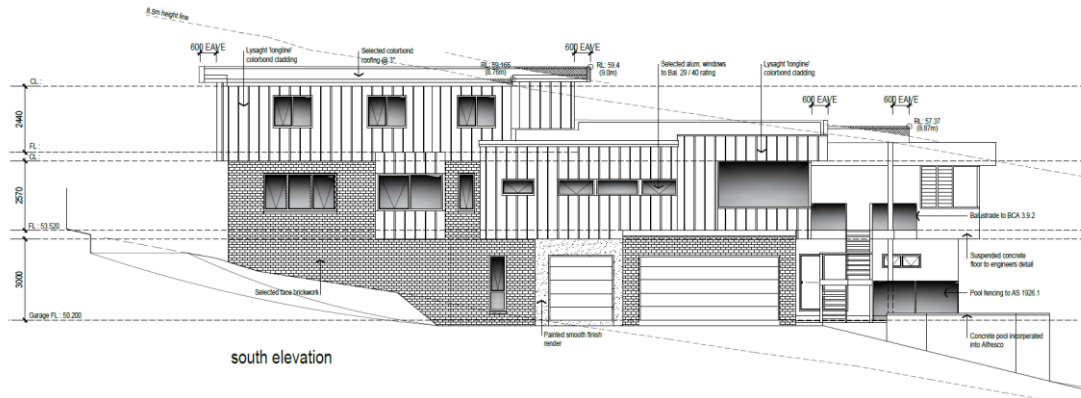 8.5m height line
600 EAVE
Lysaght 'longline'
colorbond cladding
Selected colorbond
roofing @ 3°
RL: 59.165
(8.76m)
600 EAVE
RL: 59.4
(9.0m)
Selected alum. windows
to Bal. 29 / 40 rating
Lysaght 'longline'
colorbond cladding
600 EAVE
600 EAVE
RL: 57.37
(8.87m)
CL :
2440
FL :
CL :
2570
FL : 53.520
3000
Garage FL : 50.200
Selected face brickwork
Painted smooth finish
render
Balustrade to BCA 3.9.2
Suspended concrete
floor to engineers detail
Pool fencing to AS 1926.1
Concrete pool incorperated
into Alfresco
south elevation